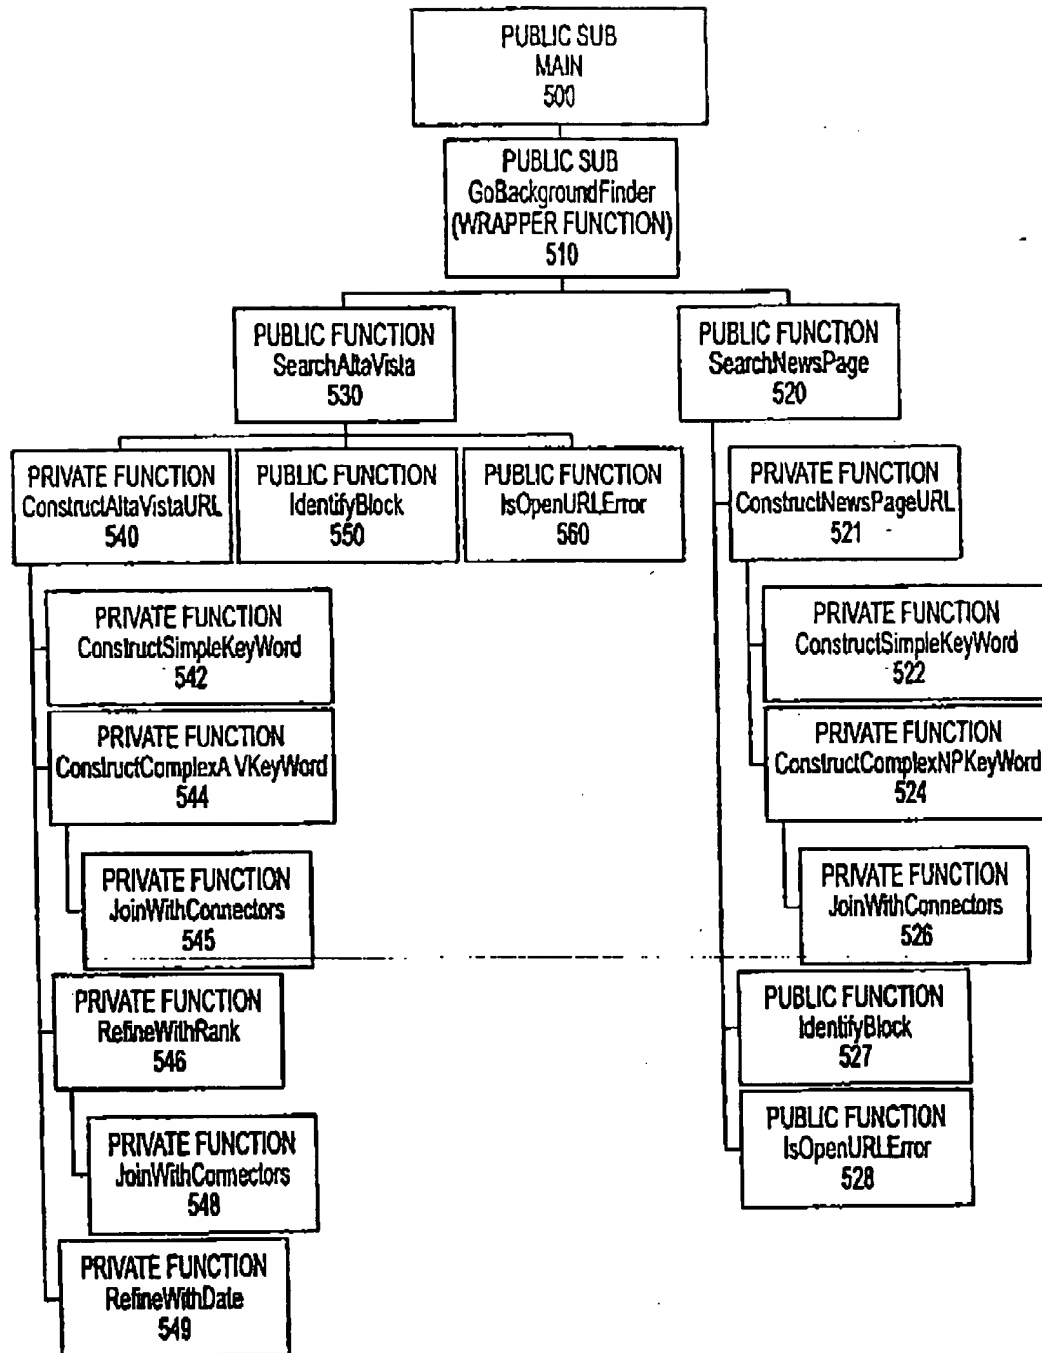 PUBLIC SUB
MAIN
500
PUBLIC SUB
GoBackgroundFinder
(WRAPPER FUNCTION)
510
PUBLIC FUNCTION
SearchAltaVista
530
PUBLIC FUNCTION
SearchNewsPage
520
PRIVATE FUNCTION
ConstructAltaVistaURL
540
PUBLIC FUNCTION
IdentifyBlock
550
PUBLIC FUNCTION
IsOpenURLError
560
PRIVATE FUNCTION
ConstructNewsPageURL
521
PRIVATE FUNCTION
ConstructSimpleKeyWord
542
PRIVATE FUNCTION
ConstructSimpleKeyWord
522
PRIVATE FUNCTION
ConstructComplexAVKeyWord
544
PRIVATE FUNCTION
ConstructComplexNPKeyWord
524
PRIVATE FUNCTION
JoinWithConnectors
545
PRIVATE FUNCTION
JoinWithConnectors
526
PRIVATE FUNCTION
RefineWithRank
546
PUBLIC FUNCTION
IdentifyBlock
527
PRIVATE FUNCTION
JoinWithConnectors
548
PUBLIC FUNCTION
IsOpenURLError
528
PRIVATE FUNCTION
RefineWithDate
549